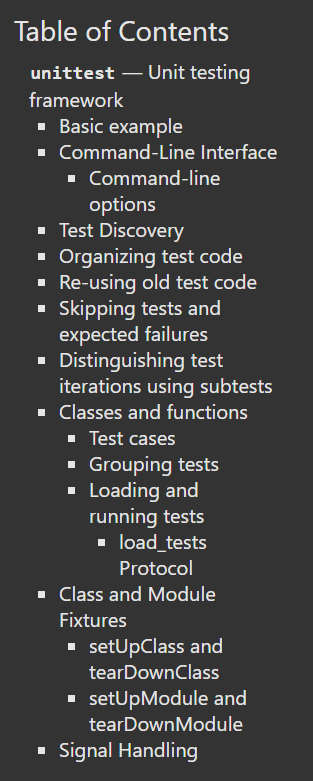 Table of Contents
unittest — Unit testing
framework
Basic example
Command-Line Interface
Command-line
options
Test Discovery
Organizing test code
Re-using old test code
Skipping tests and
expected failures
Distinguishing test
iterations using subtests
Classes and functions
Test cases
Grouping tests
Loading and
running tests
load_tests
Protocol
Class and Module
Fixtures
setUpClass and
tearDownClass
setUpModule and
tearDownModule
Signal Handling